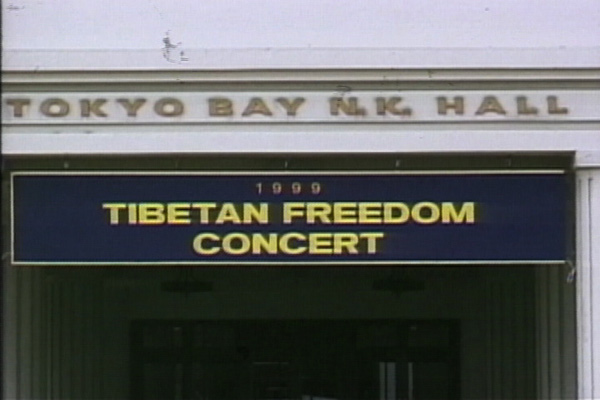 TOKYO BAY N.K. HALL
1999
TIBETAN FREEDOM
CONCERT